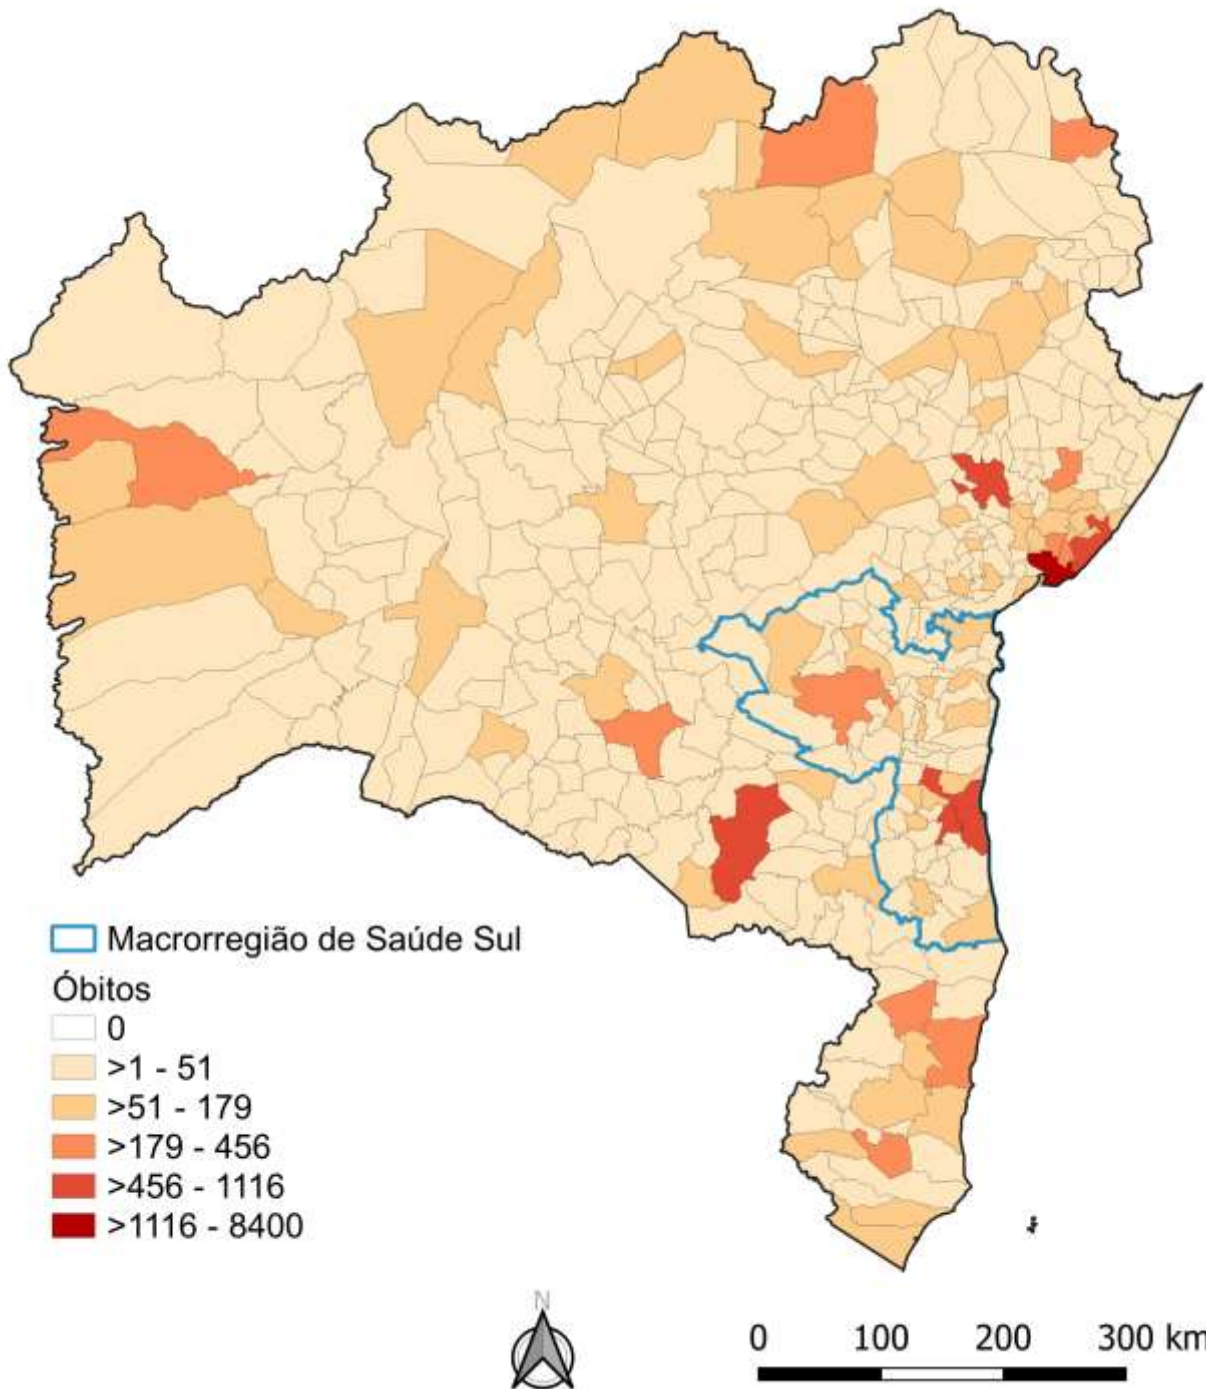 Macrorregião de Saúde Sul
Óbitos
0
>1 - 51
>51 - 179
>179 - 456
>456 - 1116
>1116 - 8400
N
0 100 200 300 km